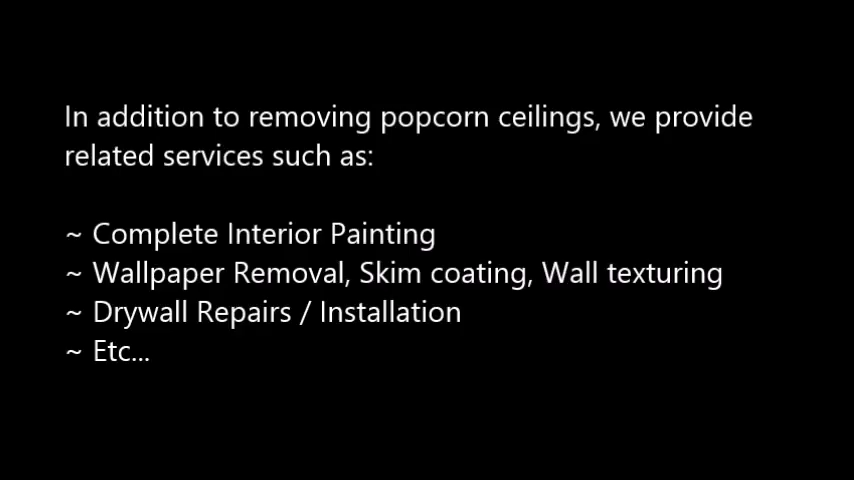 In addition to removing popcorn ceilings, we provide
related services such as:
~ Complete Interior Painting
~ Wallpaper Removal, Skim coating, Wall texturing
~ Drywall Repairs / Installation
~ Etc...